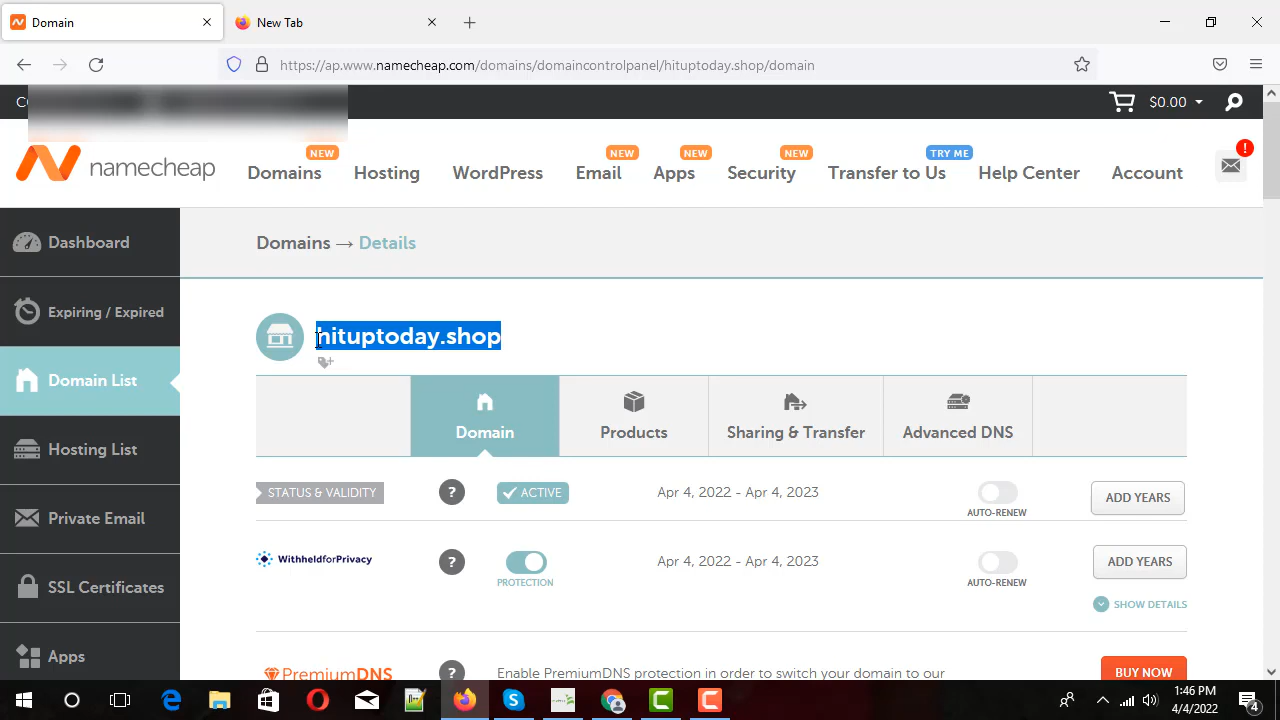 Domain
New Tab
https://ap.www.namecheap.com/domains/domaincontrolpanel/hituptoday.shop/domain
$0.00
NEW NEW NEW NEW TRY ME
namecheap Domains Hosting WordPress Email Apps Security Transfer to Us Help Center Account
!
Dashboard
Expiring / Expired
Domain List
Hosting List
Private Email
SSL Certificates
Apps
Domains → Details
hituptoday.shop
Domain Products Sharing & Transfer Advanced DNS
STATUS & VALIDITY ? ACTIVE Apr 4, 2022 - Apr 4, 2023 AUTO-RENEW ADD YEARS
WithheldforPrivacy ? PROTECTION Apr 4, 2022 - Apr 4, 2023 AUTO-RENEW ADD YEARS
SHOW DETAILS
PremiumDNS ? Enable PremiumDNS protection in order to switch your domain to our BUY NOW
1:46 PM
4/4/2022
4